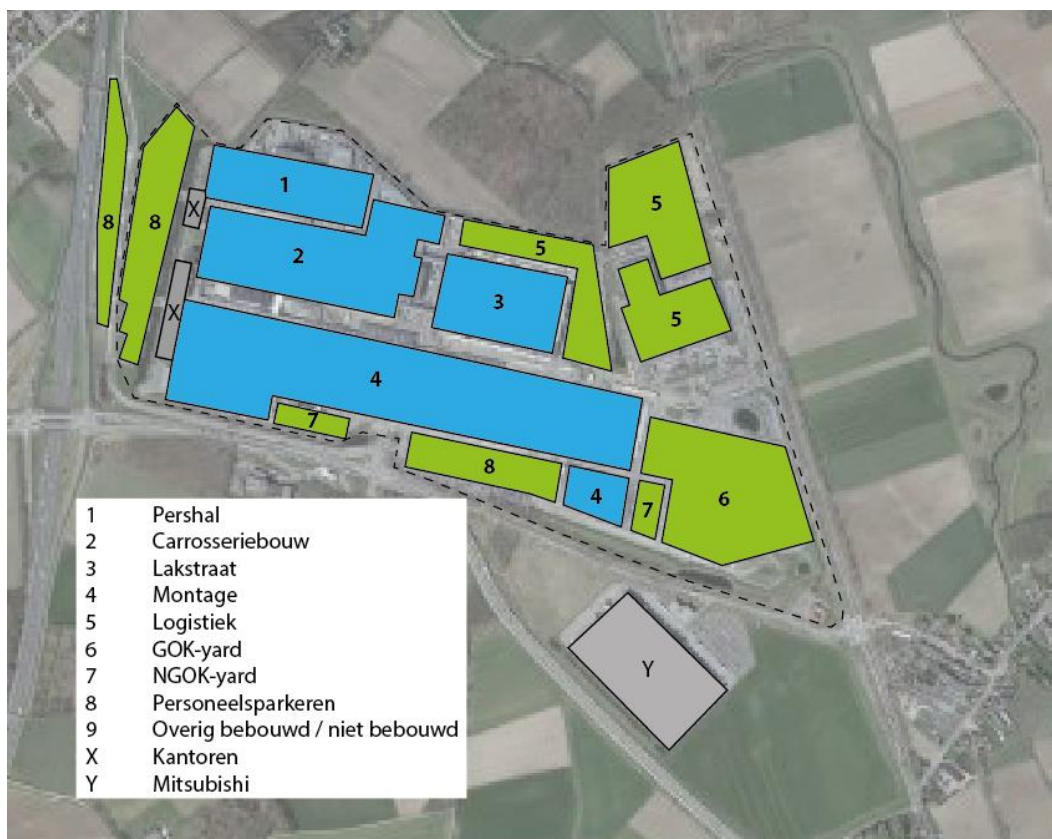 1
X
8
8
2
5
5
3
X
5
4
7
8
4
7
6
Y
1 Pershal
2 Carrosseriebouw
3 Lakstraat
4 Montage
5 Logistiek
6 GOK-yard
7 NGOK-yard
8 Personeelsparkeren
9 Overig bebouwd / niet bebouwd
X Kantoren
Y Mitsubishi